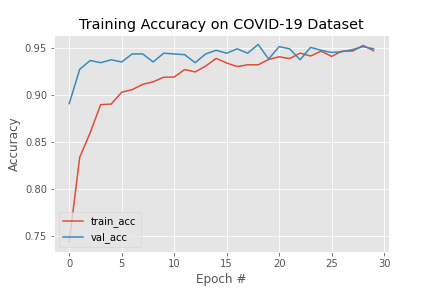 Training Accuracy on COVID-19 Dataset
0.95
0.90
0.85
0.80
0.75
Accuracy
train_acc
val_acc
0 5 10 15 20 25 30
Epoch #